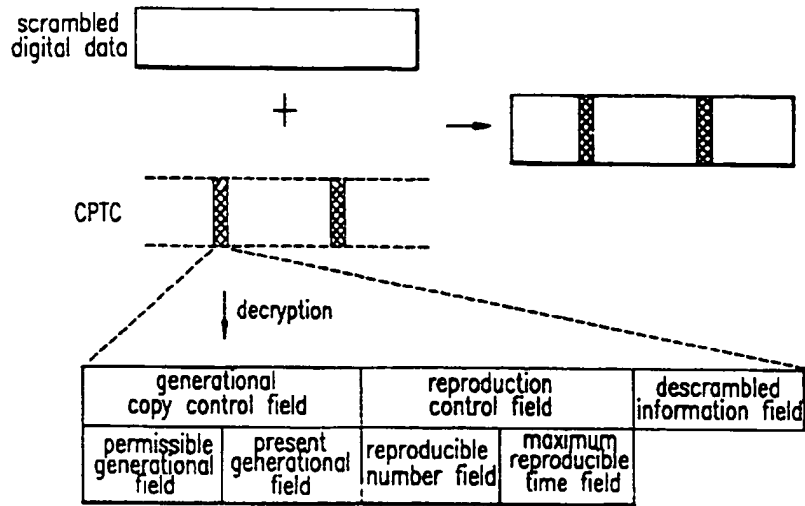 scrambled
digital data
+
CPTC
decryption
generational
copy control field
reproduction
control field
descrambled
information field
permissible
generational
field
present
generational
field
reproducible
number field
maximum
reproducible
time field